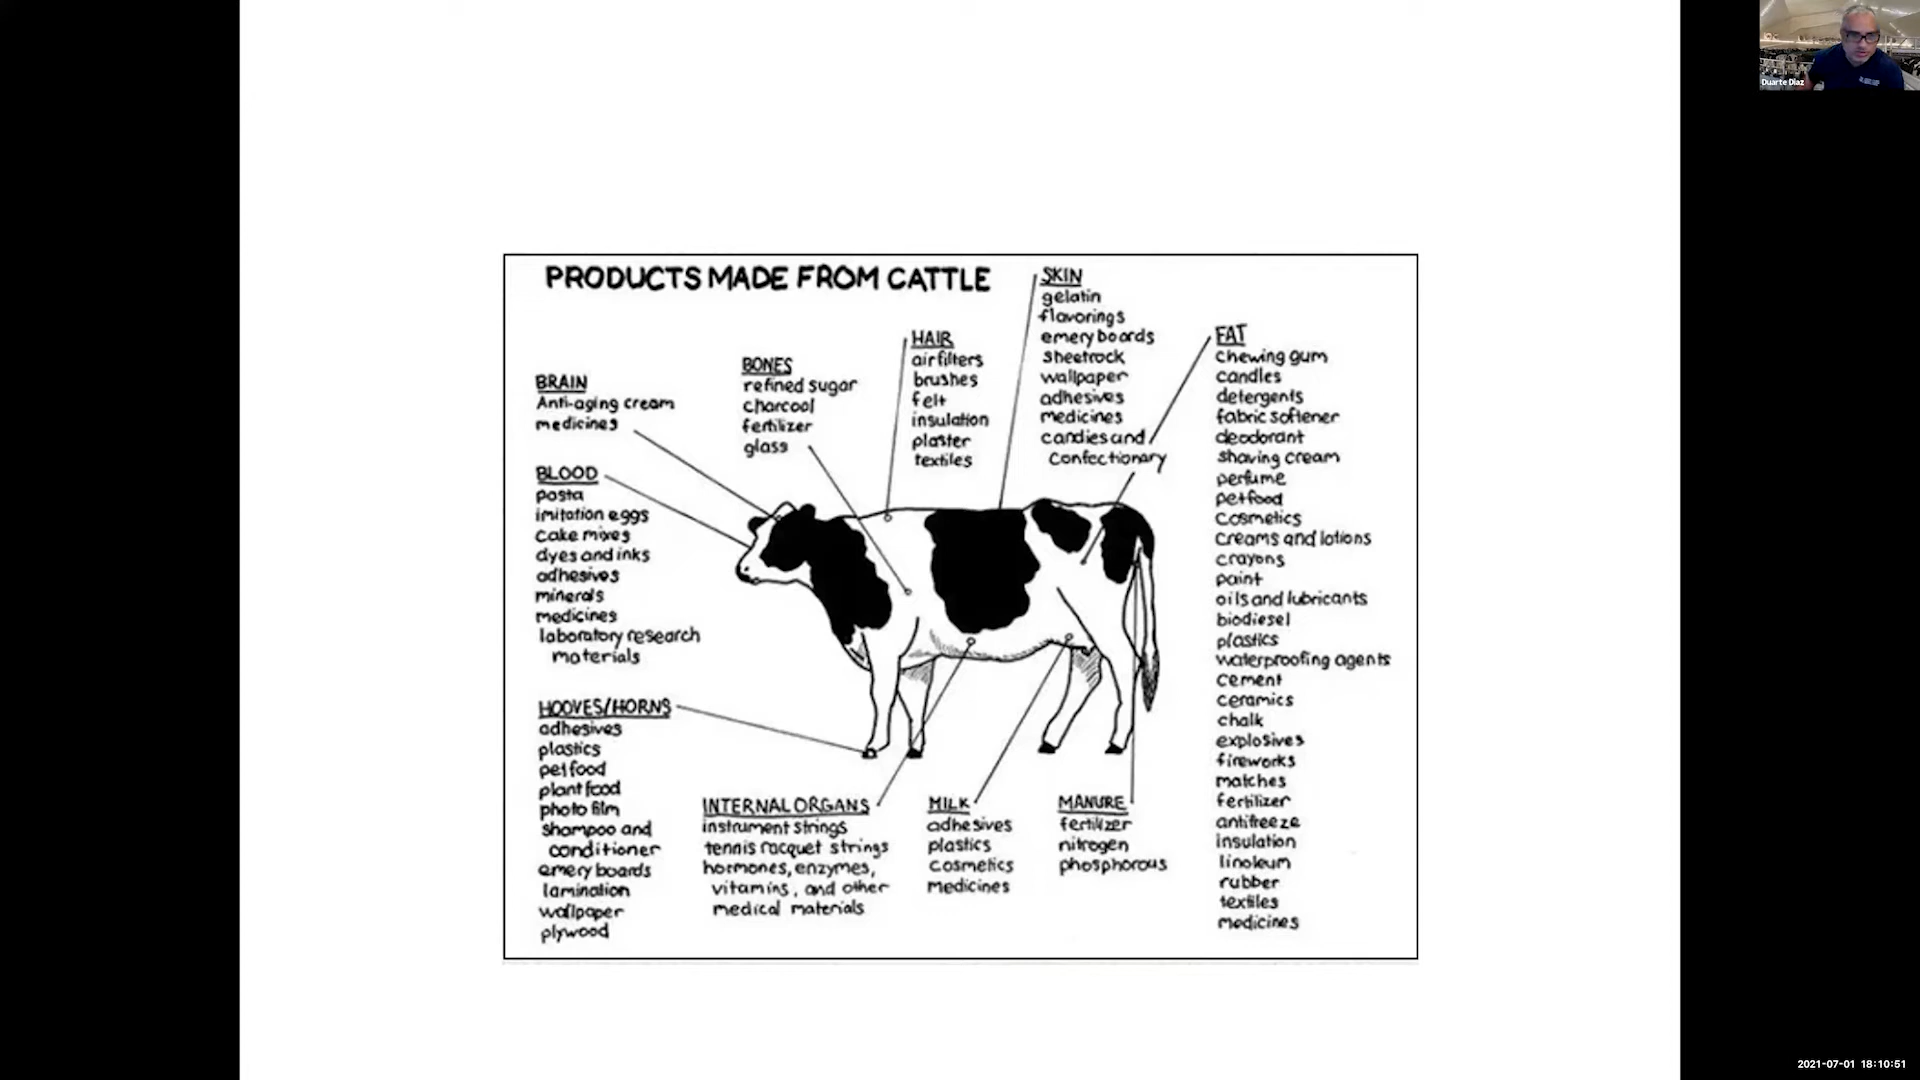 PRODUCTS MADE FROM CATTLE
BRAIN
Anti-aging cream
medicines
BLOOD
pasta
imitation eggs
cake mixes
dyes and inks
adhesives
minerals
medicines
laboratory research
materials
HOOVES/HORNS
adhesives
plastics
pet food
plant food
photo film
shampoo and
conditioner
emery boards
lamination
wallpaper
plywood
BONES
refined sugar
charcoal
fertilizer
glass
HAIR
air filters
brushes
felt
insulation
plaster
textiles
SKIN
gelatin
flavorings
emery boards
sheetrock
wallpaper
adhesives
medicines
candies and
confectionary
FAT
chewing gum
candles
detergents
fabric softener
deodorant
shaving cream
perfume
pet food
cosmetics
creams and lotions
crayons
paint
oils and lubricants
biodiesel
plastics
waterproofing agents
cement
ceramics
chalk
explosives
fireworks
matches
fertilizer
antifreeze
insulation
linoleum
rubber
textiles
medicines
INTERNAL ORGANS
instrument strings
tennis racquet strings
hormones, enzymes,
vitamins, and other
medical materials
MILK
adhesives
plastics
cosmetics
medicines
MANURE
fertilizer
nitrogen
phosphorous
Duarte Diaz
2021-07-01 18:10:51